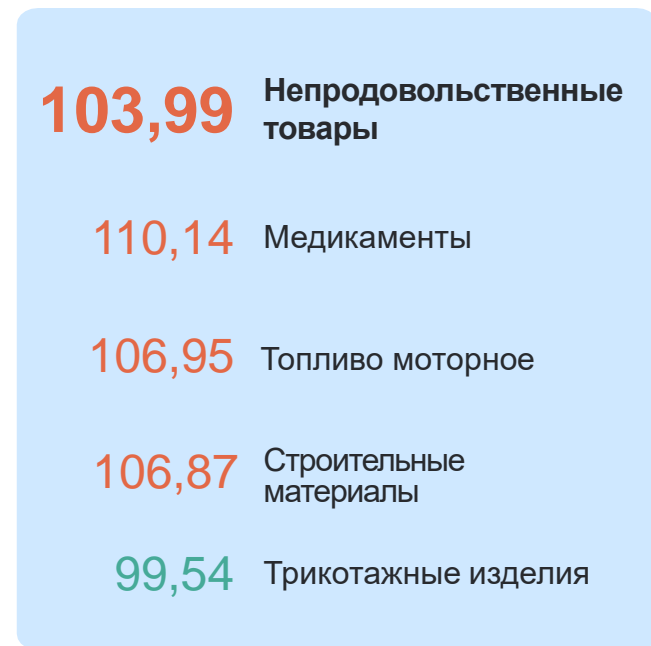 103,99 Непродовольственные
товары
110,14 Медикаменты
106,95 Топливо моторное
106,87 Строительные
материалы
99,54 Трикотажные изделия